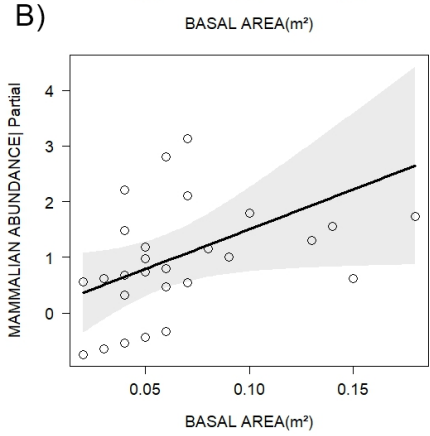 B)
BASAL AREA(m²)
MAMMALIAN ABUNDANCE| Partial
4
3
2
1
0
0.05 0.10 0.15
BASAL AREA(m²)